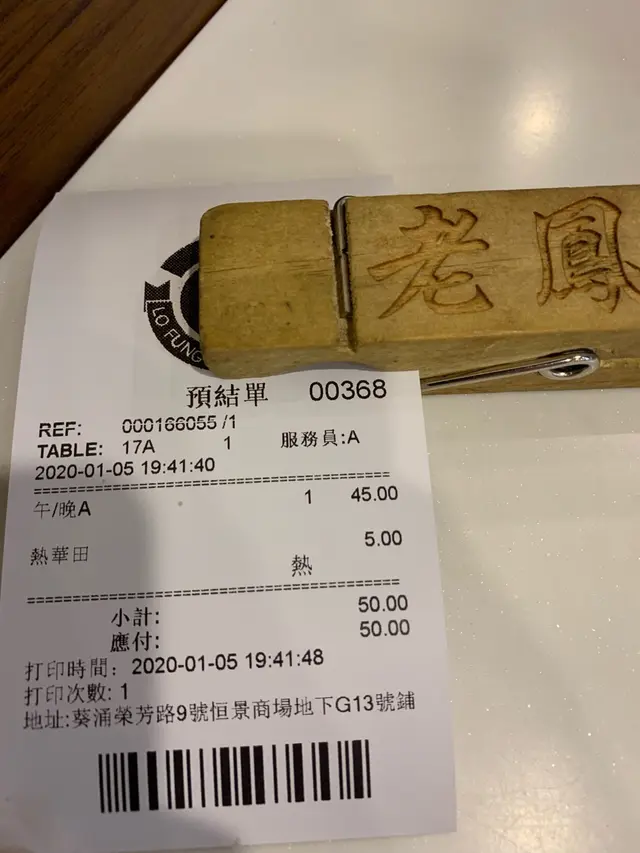 老鳳
LO FUNG
預結單 00368
REF: 000166055 /1
TABLE: 17A 1 服務員:A
2020-01-05 19:41:40
午/晚A 1 45.00
熱華田 5.00
熱
小計: 50.00
應付: 50.00
打印時間: 2020-01-05 19:41:48
打印次數: 1
地址:葵涌榮芳路9號恒景商場地下G13號鋪